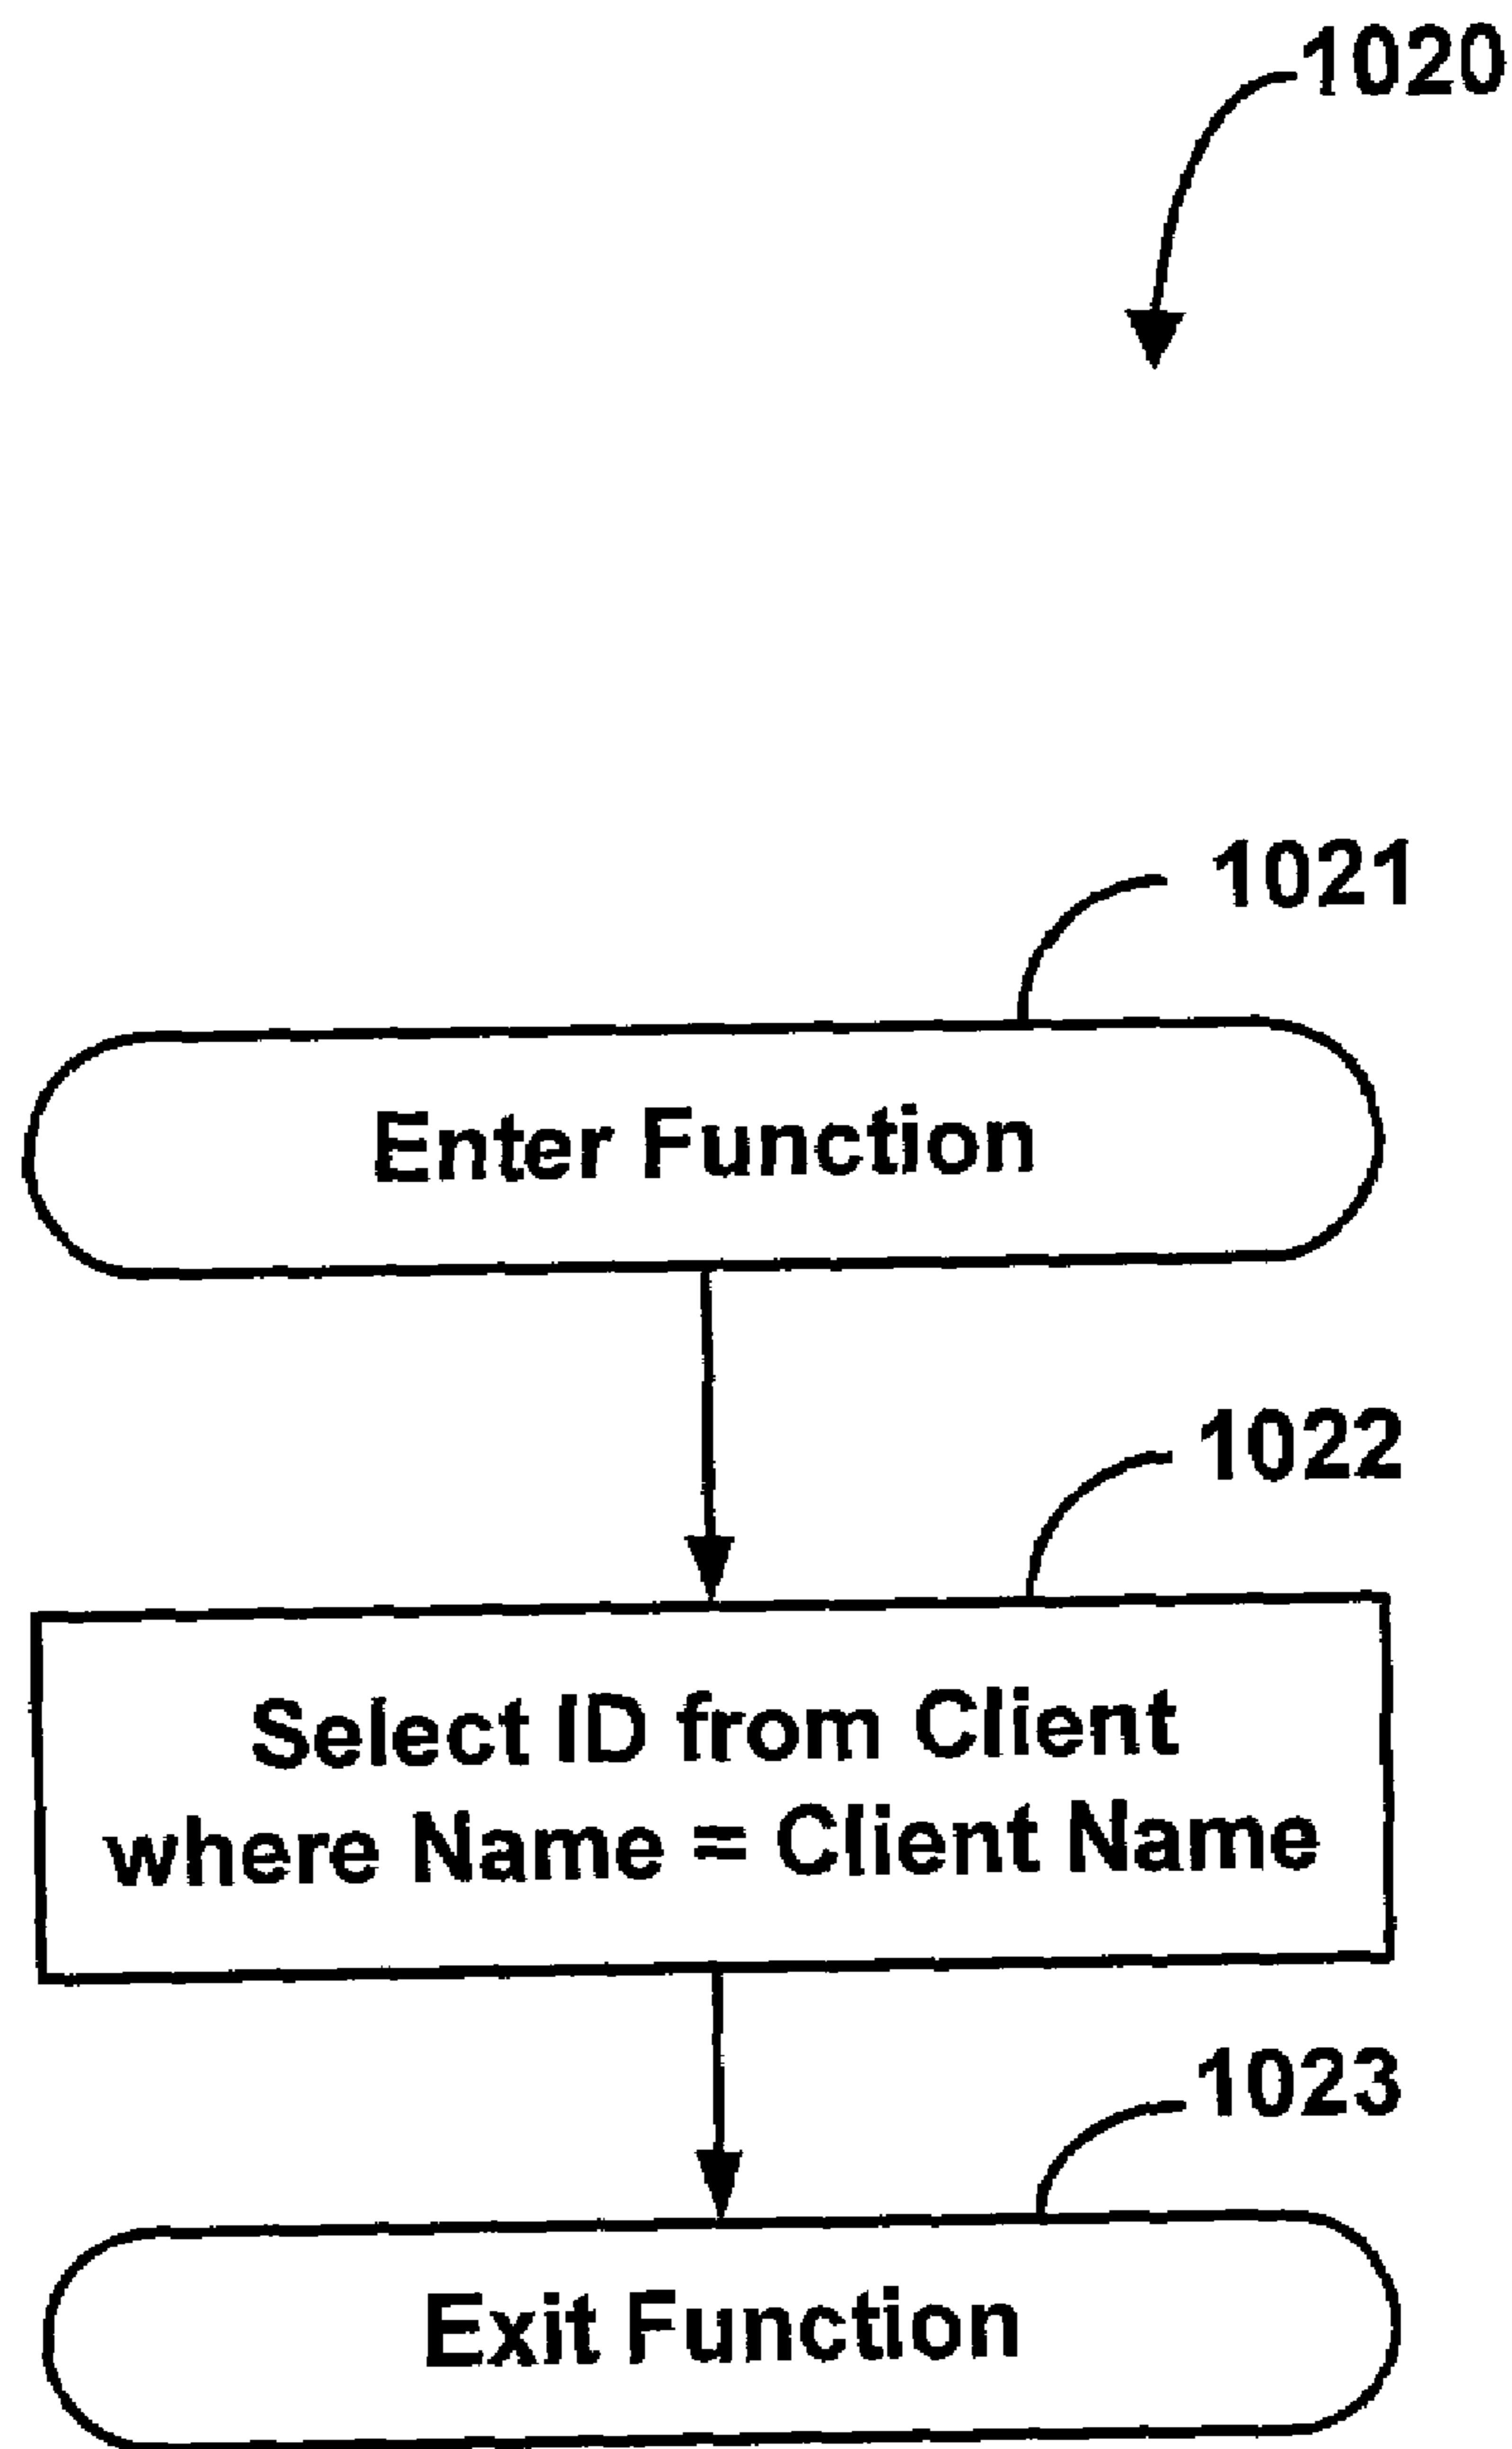 1020
1021
Enter Function
1022
Select ID from Client
where Name = Client Name
1023
Exit Function